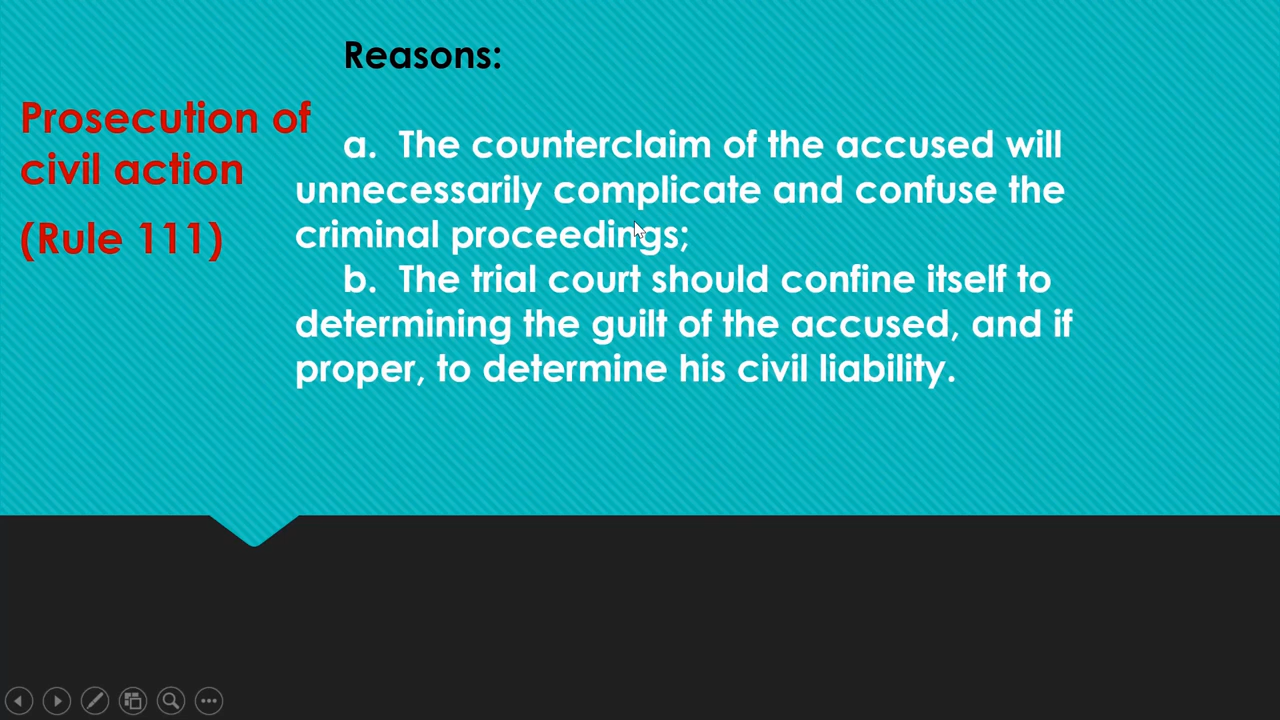 Prosecution of
civil action
(Rule 111)
Reasons:
a. The counterclaim of the accused will
unnecessarily complicate and confuse the
criminal proceedings;
b. The trial court should confine itself to
determining the guilt of the accused, and if
proper, to determine his civil liability.